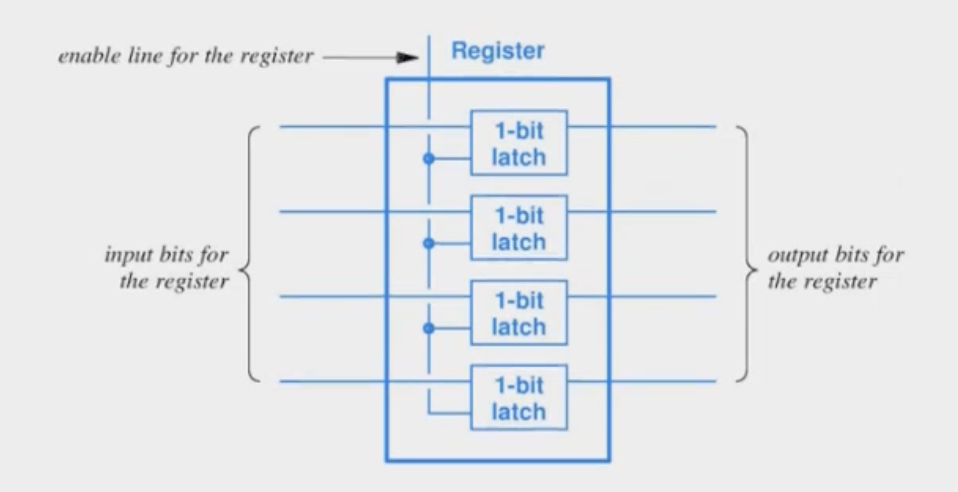 enable line for the register
Register
1-bit
latch
1-bit
latch
input bits for
the register
output bits for
the register
1-bit
latch
1-bit
latch